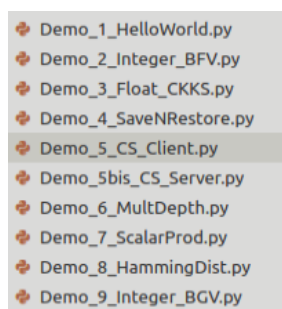 Demo_1_HelloWorld.py
Demo_2_Integer_BFV.py
Demo_3_Float_CKKS.py
Demo_4_SaveNRestore.py
Demo_5_CS_Client.py
Demo_5bis_CS_Server.py
Demo_6_MultDepth.py
Demo_7_ScalarProd.py
Demo_8_HammingDist.py
Demo_9_Integer_BGV.py